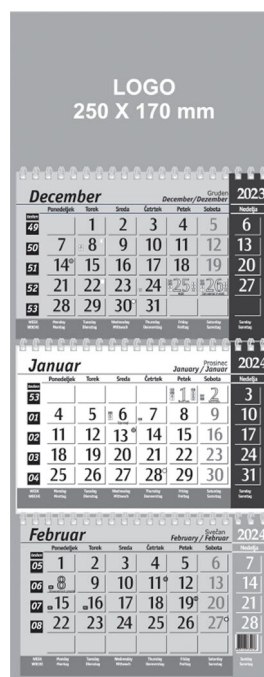 LOGO
250 X 170 mm
December Gruden December/Dezember 2023
Ponedeljek Torek Sreda Četrtek Petek Sobota Nedelja
49 1 2 3 4 5 6
50 7 8 9 10 11 12 13
51 14 15 16 17 18 19 20
52 21 22 23 24 25 26 27
53 28 29 30 31
Januar Prosinec January / Januar 2024
Ponedeljek Torek Sreda Četrtek Petek Sobota Nedelja
53 1 2 3
01 4 5 6 7 8 9 10
02 11 12 13 14 15 16 17
03 18 19 20 21 22 23 24
04 25 26 27 28 29 30 31
Februar Svečan February / Februar 2024
Ponedeljek Torek Sreda Četrtek Petek Sobota Nedelja
05 1 2 3 4 5 6 7
06 8 9 10 11 12 13 14
07 15 16 17 18 19 20 21
08 22 23 24 25 26 27 28